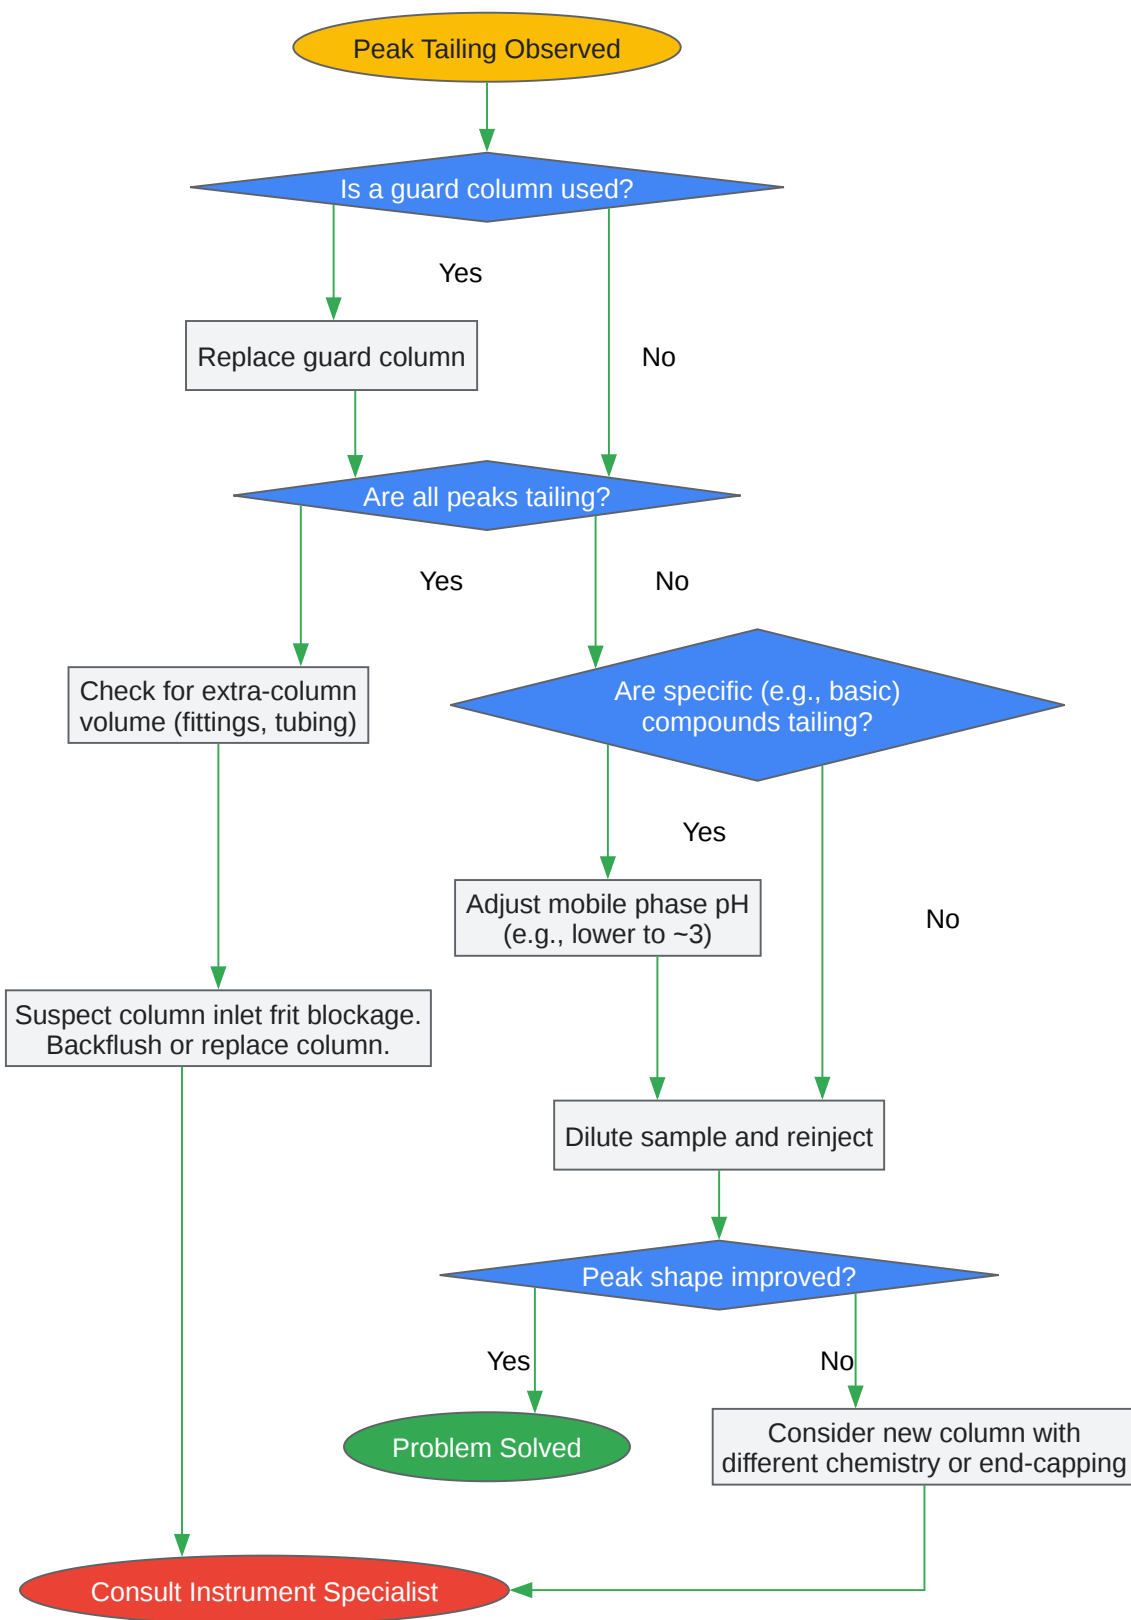 Peak Tailing Observed
Is a guard column used?
Yes
Replace guard column
No
Are all peaks tailing?
Yes
No
Check for extra-column
volume (fittings, tubing)
Are specific (e.g., basic)
compounds tailing?
Yes
Adjust mobile phase pH
(e.g., lower to ~3)
No
Suspect column inlet frit blockage.
Backflush or replace column.
Dilute sample and reinject
Peak shape improved?
Yes
No
Problem Solved
Consider new column with
different chemistry or end-capping
Consult Instrument Specialist